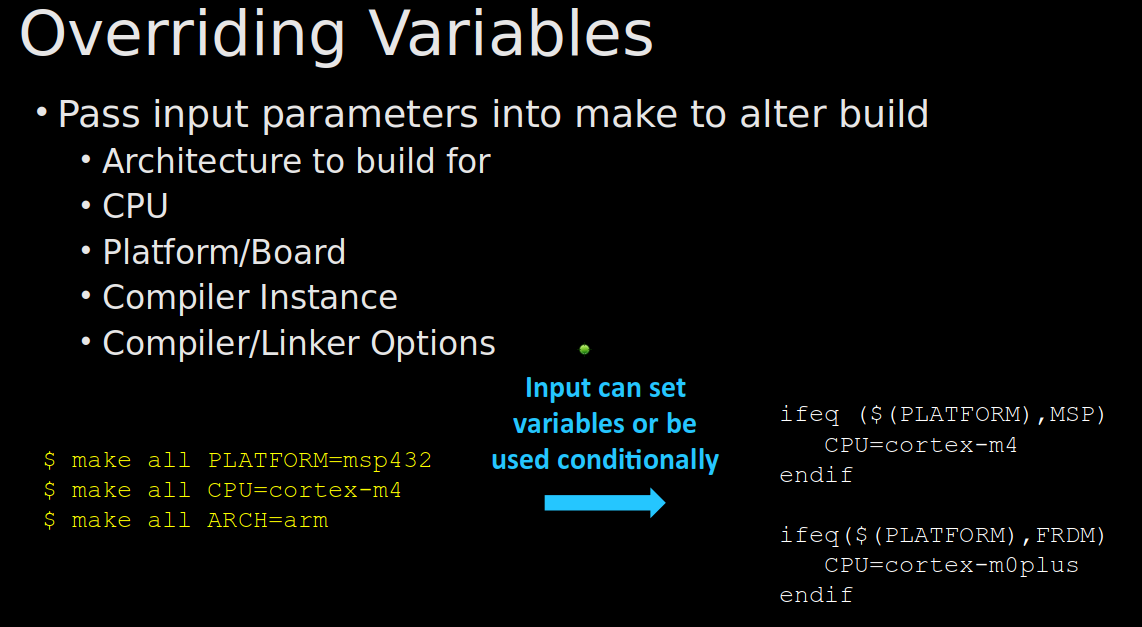 Overriding Variables
• Pass input parameters into make to alter build
• Architecture to build for
• CPU
• Platform/Board
• Compiler Instance
• Compiler/Linker Options
$ make all PLATFORM=msp432
$ make all CPU=cortex-m4
$ make all ARCH=arm
Input can set
variables or be
used conditionally
ifeq ($(PLATFORM),MSP)
CPU=cortex-m4
endif
ifeq($(PLATFORM),FRDM)
CPU=cortex-m0plus
endif